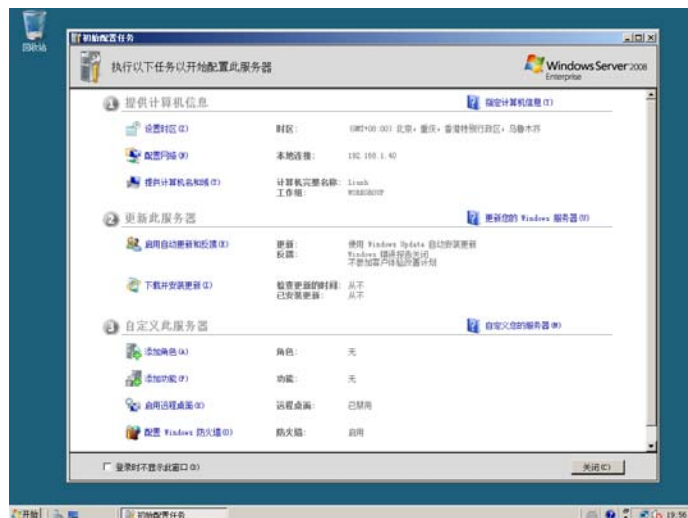 回收站
初始配置任务
执行以下任务以开始配置此服务器
Windows Server 2008
Enterprise
1 提供计算机信息
指定计算机信息(I)
设置时区(Z)
时区: (GMT+08:00) 北京，重庆，香港特别行政区，乌鲁木齐
配置网络(N)
本地连接: 192.168.1.40
提供计算机名和域(C)
计算机完整名称:
工作组: WORKGROUP
2 更新此服务器
更新您的 Windows 服务器(U)
启用自动更新和反馈(E)
更新: 使用 Windows Update 自动安装更新
反馈: Windows 错误报告关闭
不参加客户体验改善计划
下载并安装更新(D)
检查更新的时间: 从不
已安装更新: 从不
3 自定义此服务器
自定义您的服务器(M)
添加角色(A)
角色: 无
添加功能(F)
功能: 无
启用远程桌面(R)
远程桌面: 已禁用
配置 Windows 防火墙(O)
防火墙: 启用
登录时不显示此窗口(D)
关闭(C)
开始
初始配置任务
19:56